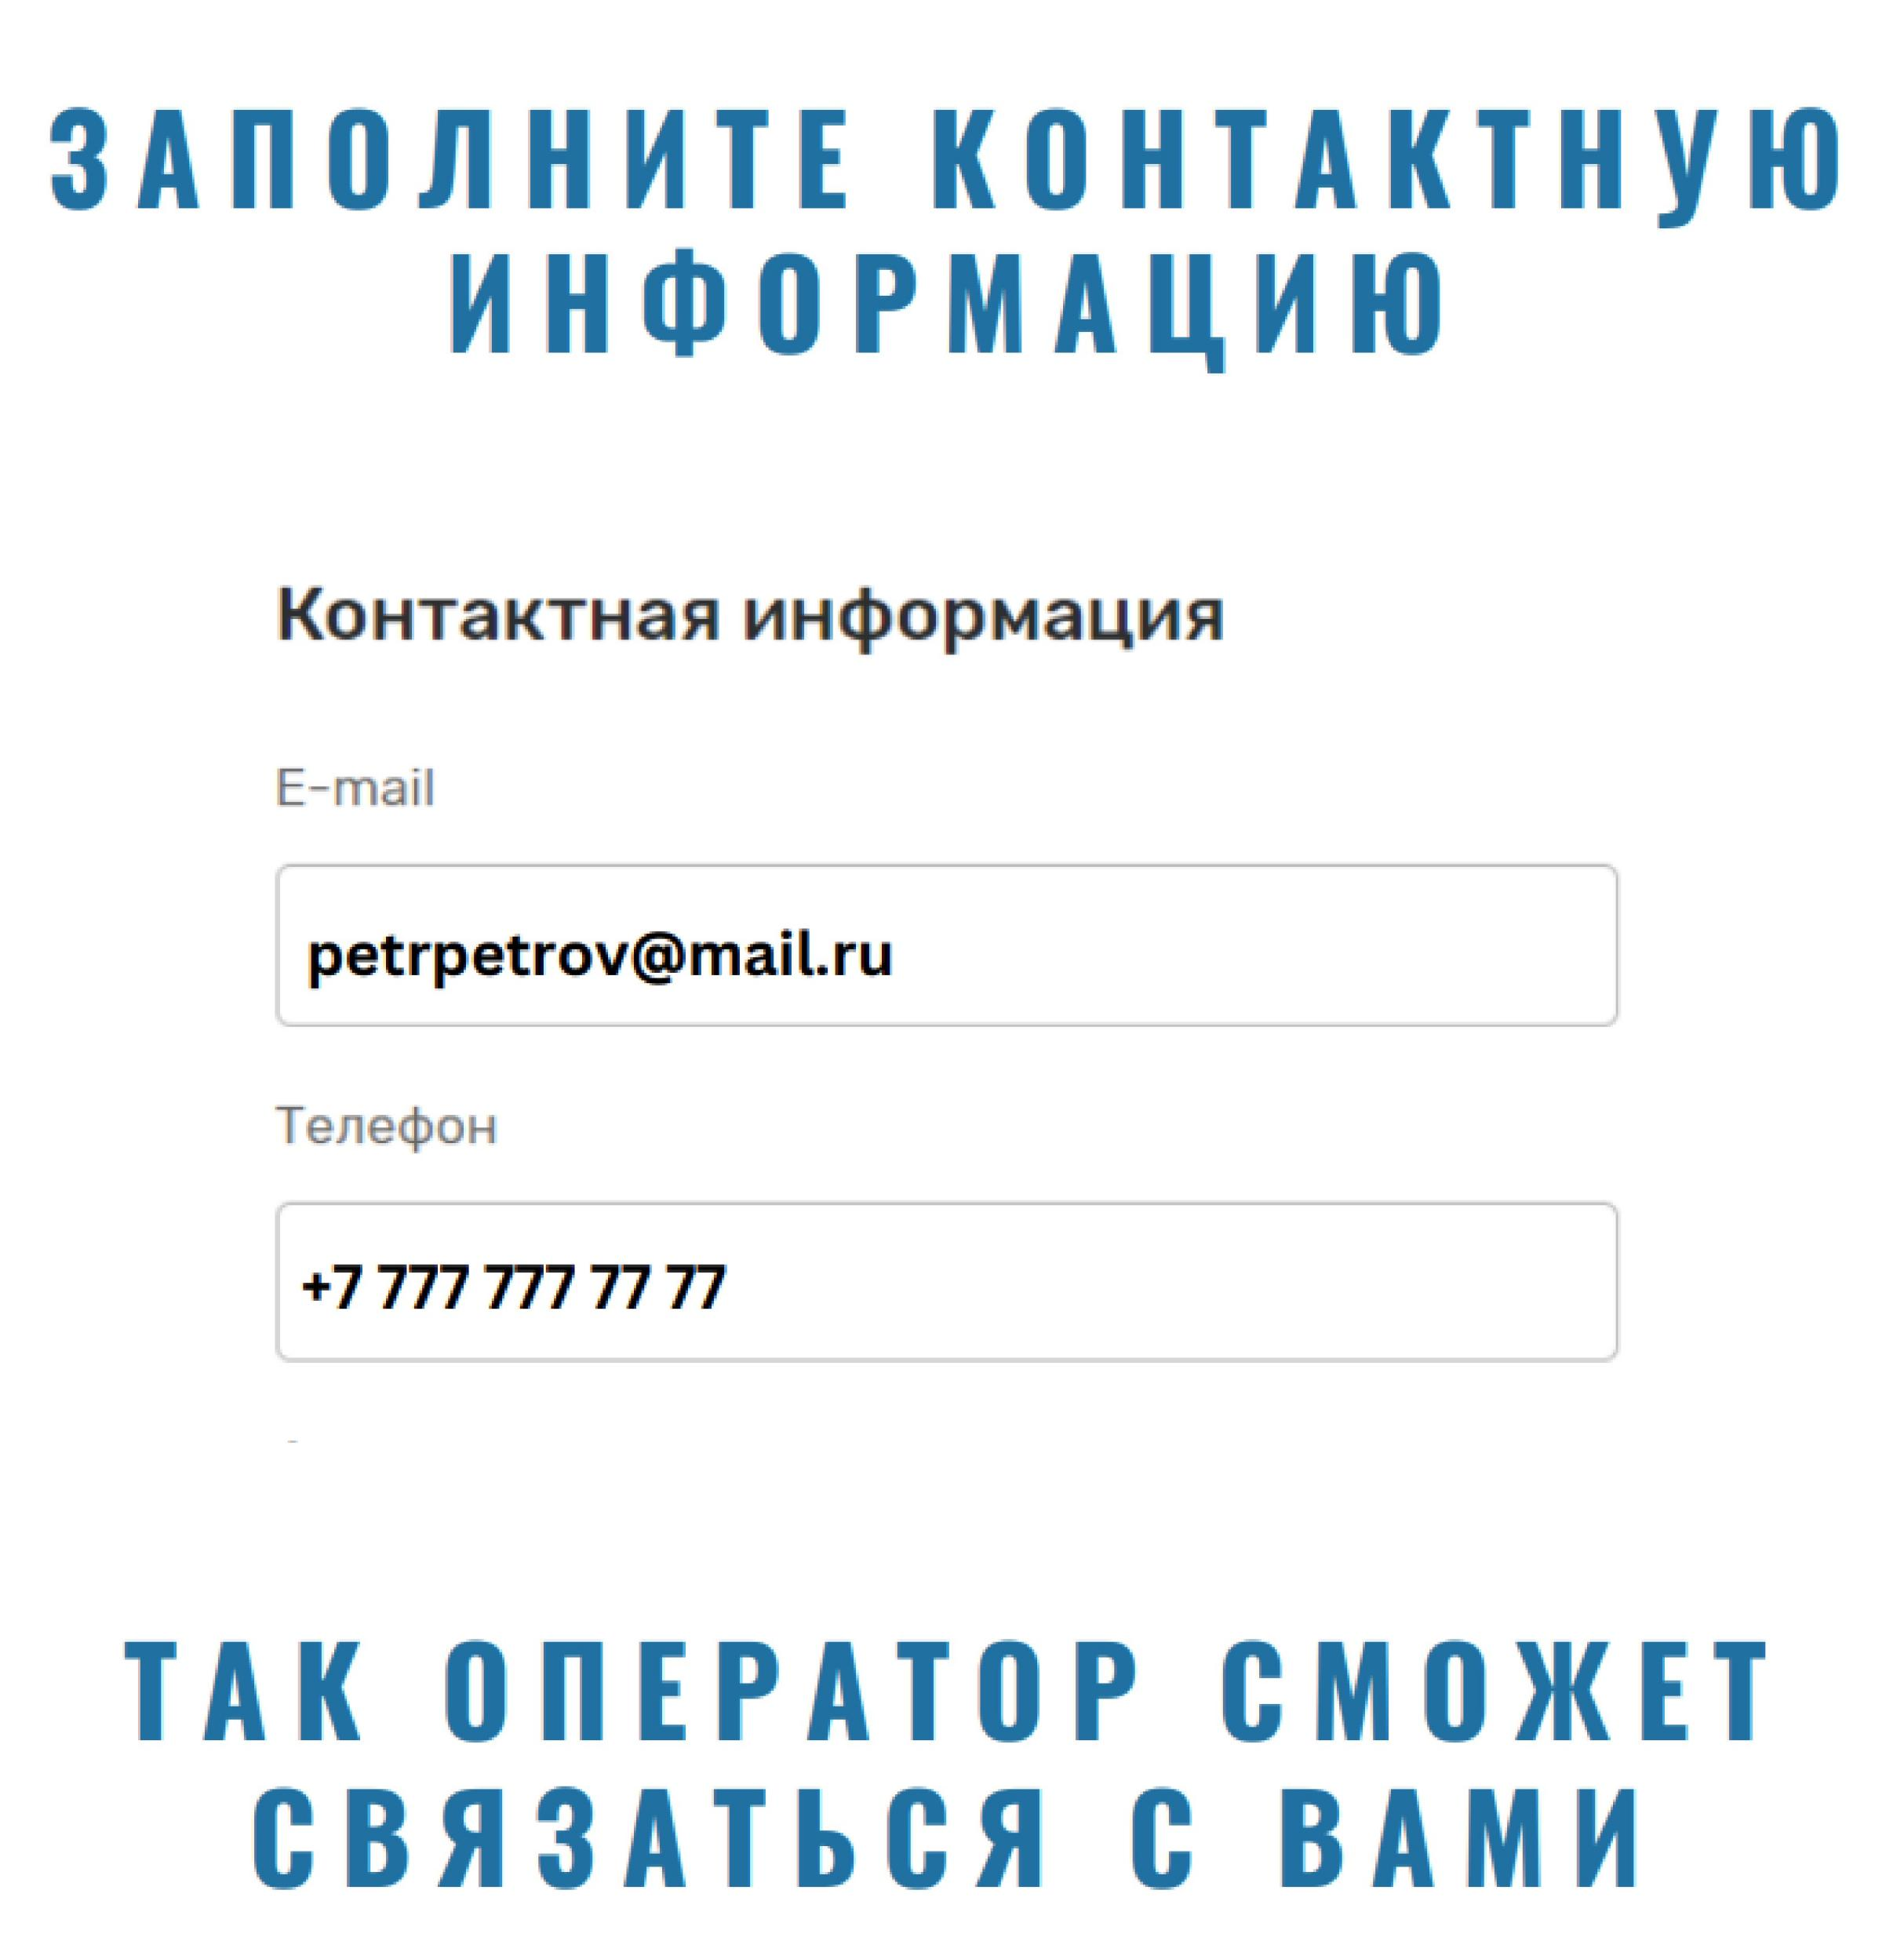 ЗАПОЛНИТЕ КОНТАКТНУЮ
ИНФОРМАЦИЮ
Контактная информация
E-mail
petrpetrov@mail.ru
Телефон
+7 777 777 77 77
ТАК ОПЕРАТОР СМОЖЕТ
СВЯЗАТЬСЯ С ВАМИ